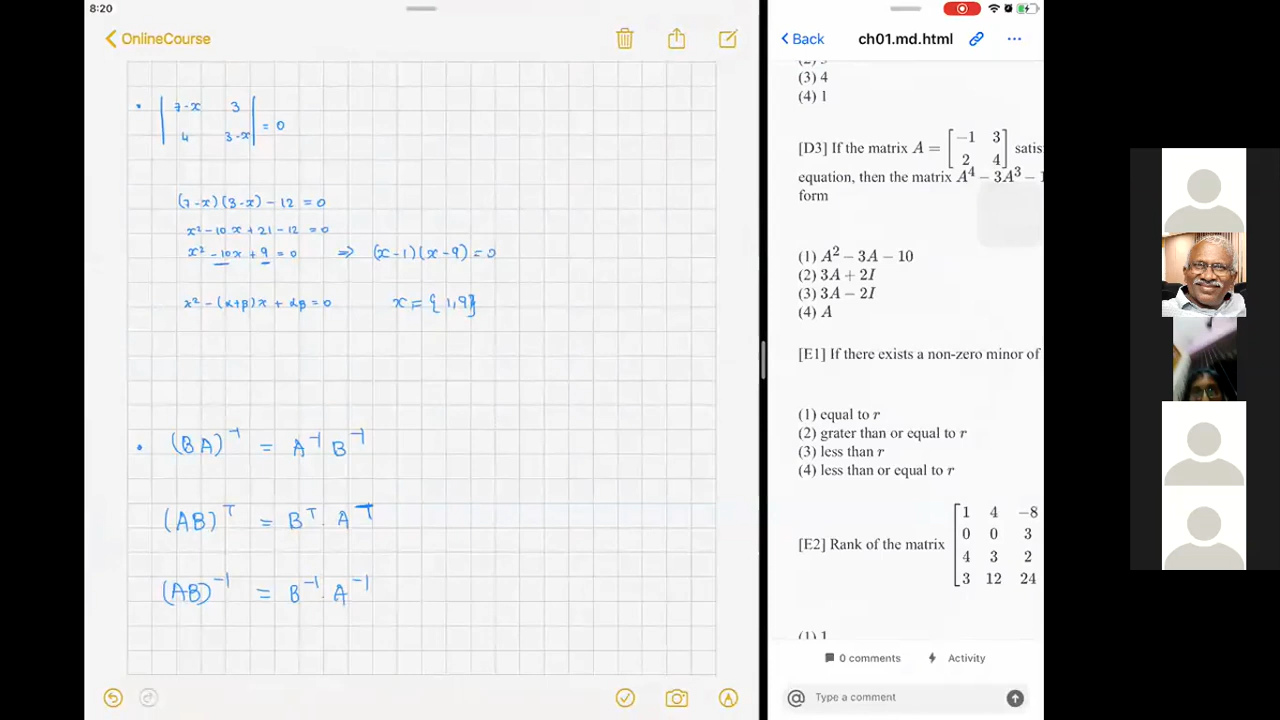 8:20
OnlineCourse
| 7-x 3 |
| 4 3-x | = 0
(7-x)(3-x) - 12 = 0
x² - 10x + 21 - 12 = 0
x² - 10x + 9 = 0 ⇒ (x-1)(x-9) = 0
x² - (α+β)x + αβ = 0 x = {1,9}
• (BA)⁻¹ = A⁻¹ B⁻¹
(AB)ᵀ = Bᵀ . Aᵀ
(AB)⁻¹ = B⁻¹ . A⁻¹
Back ch01.md.html
(3) 4
(4) 1
[D3] If the matrix A = [ -1 3
2 4 ] satis
equation, then the matrix A⁴ − 3A³ − 1
form
(1) A² − 3A − 10
(2) 3A + 2I
(3) 3A − 2I
(4) A
[E1] If there exists a non-zero minor of
(1) equal to r
(2) grater than or equal to r
(3) less than r
(4) less than or equal to r
[E2] Rank of the matrix [ 1 4 −8
0 0 3
4 3 2
3 12 24
(1) 1
0 comments Activity
@ Type a comment